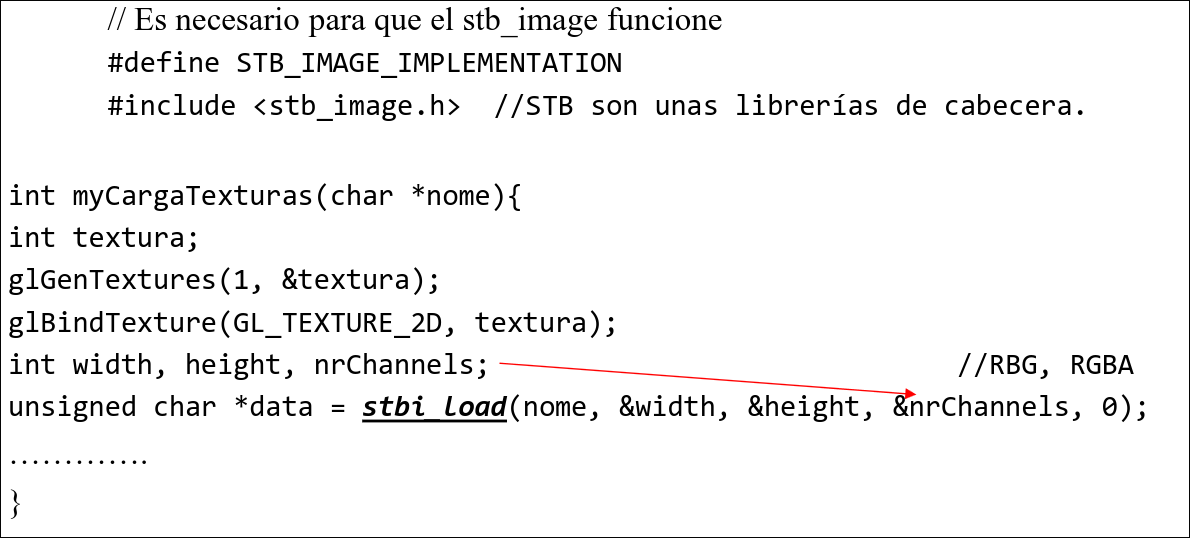 // Es necesario para que el stb_image funcione
#define STB_IMAGE_IMPLEMENTATION
#include <stb_image.h>  //STB son unas librerías de cabecera.
int myCargaTexturas(char *nome){
int textura;
glGenTextures(1, &textura);
glBindTexture(GL_TEXTURE_2D, textura);
int width, height, nrChannels; //RBG, RGBA
unsigned char *data = stbi_load(nome, &width, &height, &nrChannels, 0);
………….
}